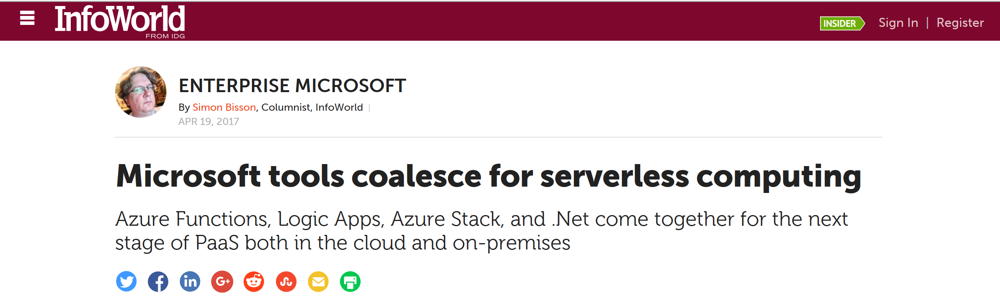 InfoWorld
FROM IDG
INSIDER Sign In | Register
ENTERPRISE MICROSOFT
By Simon Bisson, Columnist, InfoWorld |
APR 19, 2017
Microsoft tools coalesce for serverless computing
Azure Functions, Logic Apps, Azure Stack, and .Net come together for the next
stage of PaaS both in the cloud and on-premises